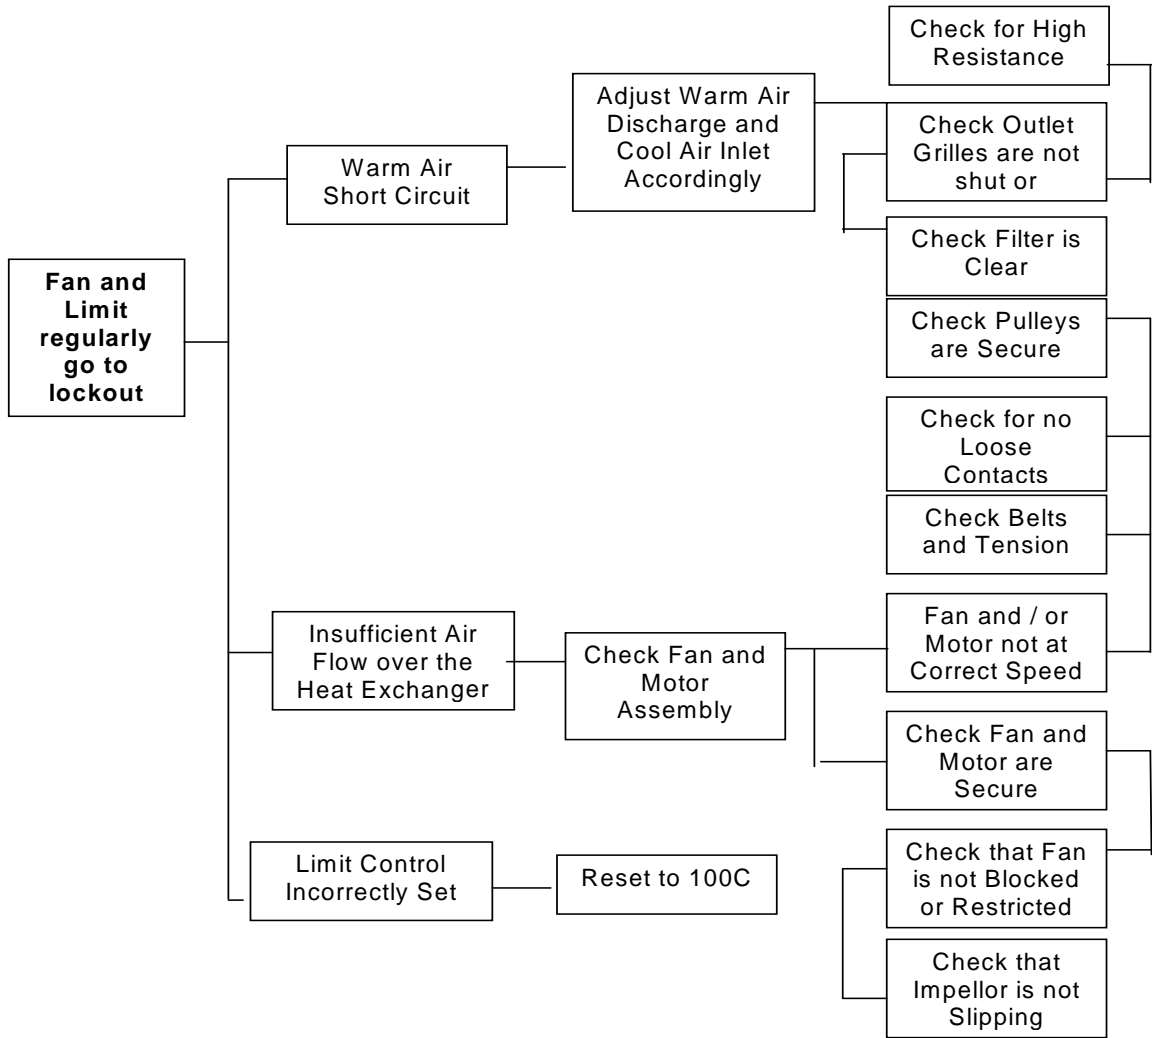 Fan and
Limit
regularly
go to
lockout
Warm Air
Short Circuit
Adjust Warm Air
Discharge and
Cool Air Inlet
Accordingly
Check for High
Resistance
Check Outlet
Grilles are not
shut or
Check Filter is
Clear
Insufficient Air
Flow over the
Heat Exchanger
Check Fan and
Motor
Assembly
Check Pulleys
are Secure
Check for no
Loose
Contacts
Check Belts
and Tension
Fan and / or
Motor not at
Correct Speed
Check Fan and
Motor are
Secure
Check that Fan
is not Blocked
or Restricted
Check that
Impellor is not
Slipping
Limit Control
Incorrectly Set
Reset to 100C